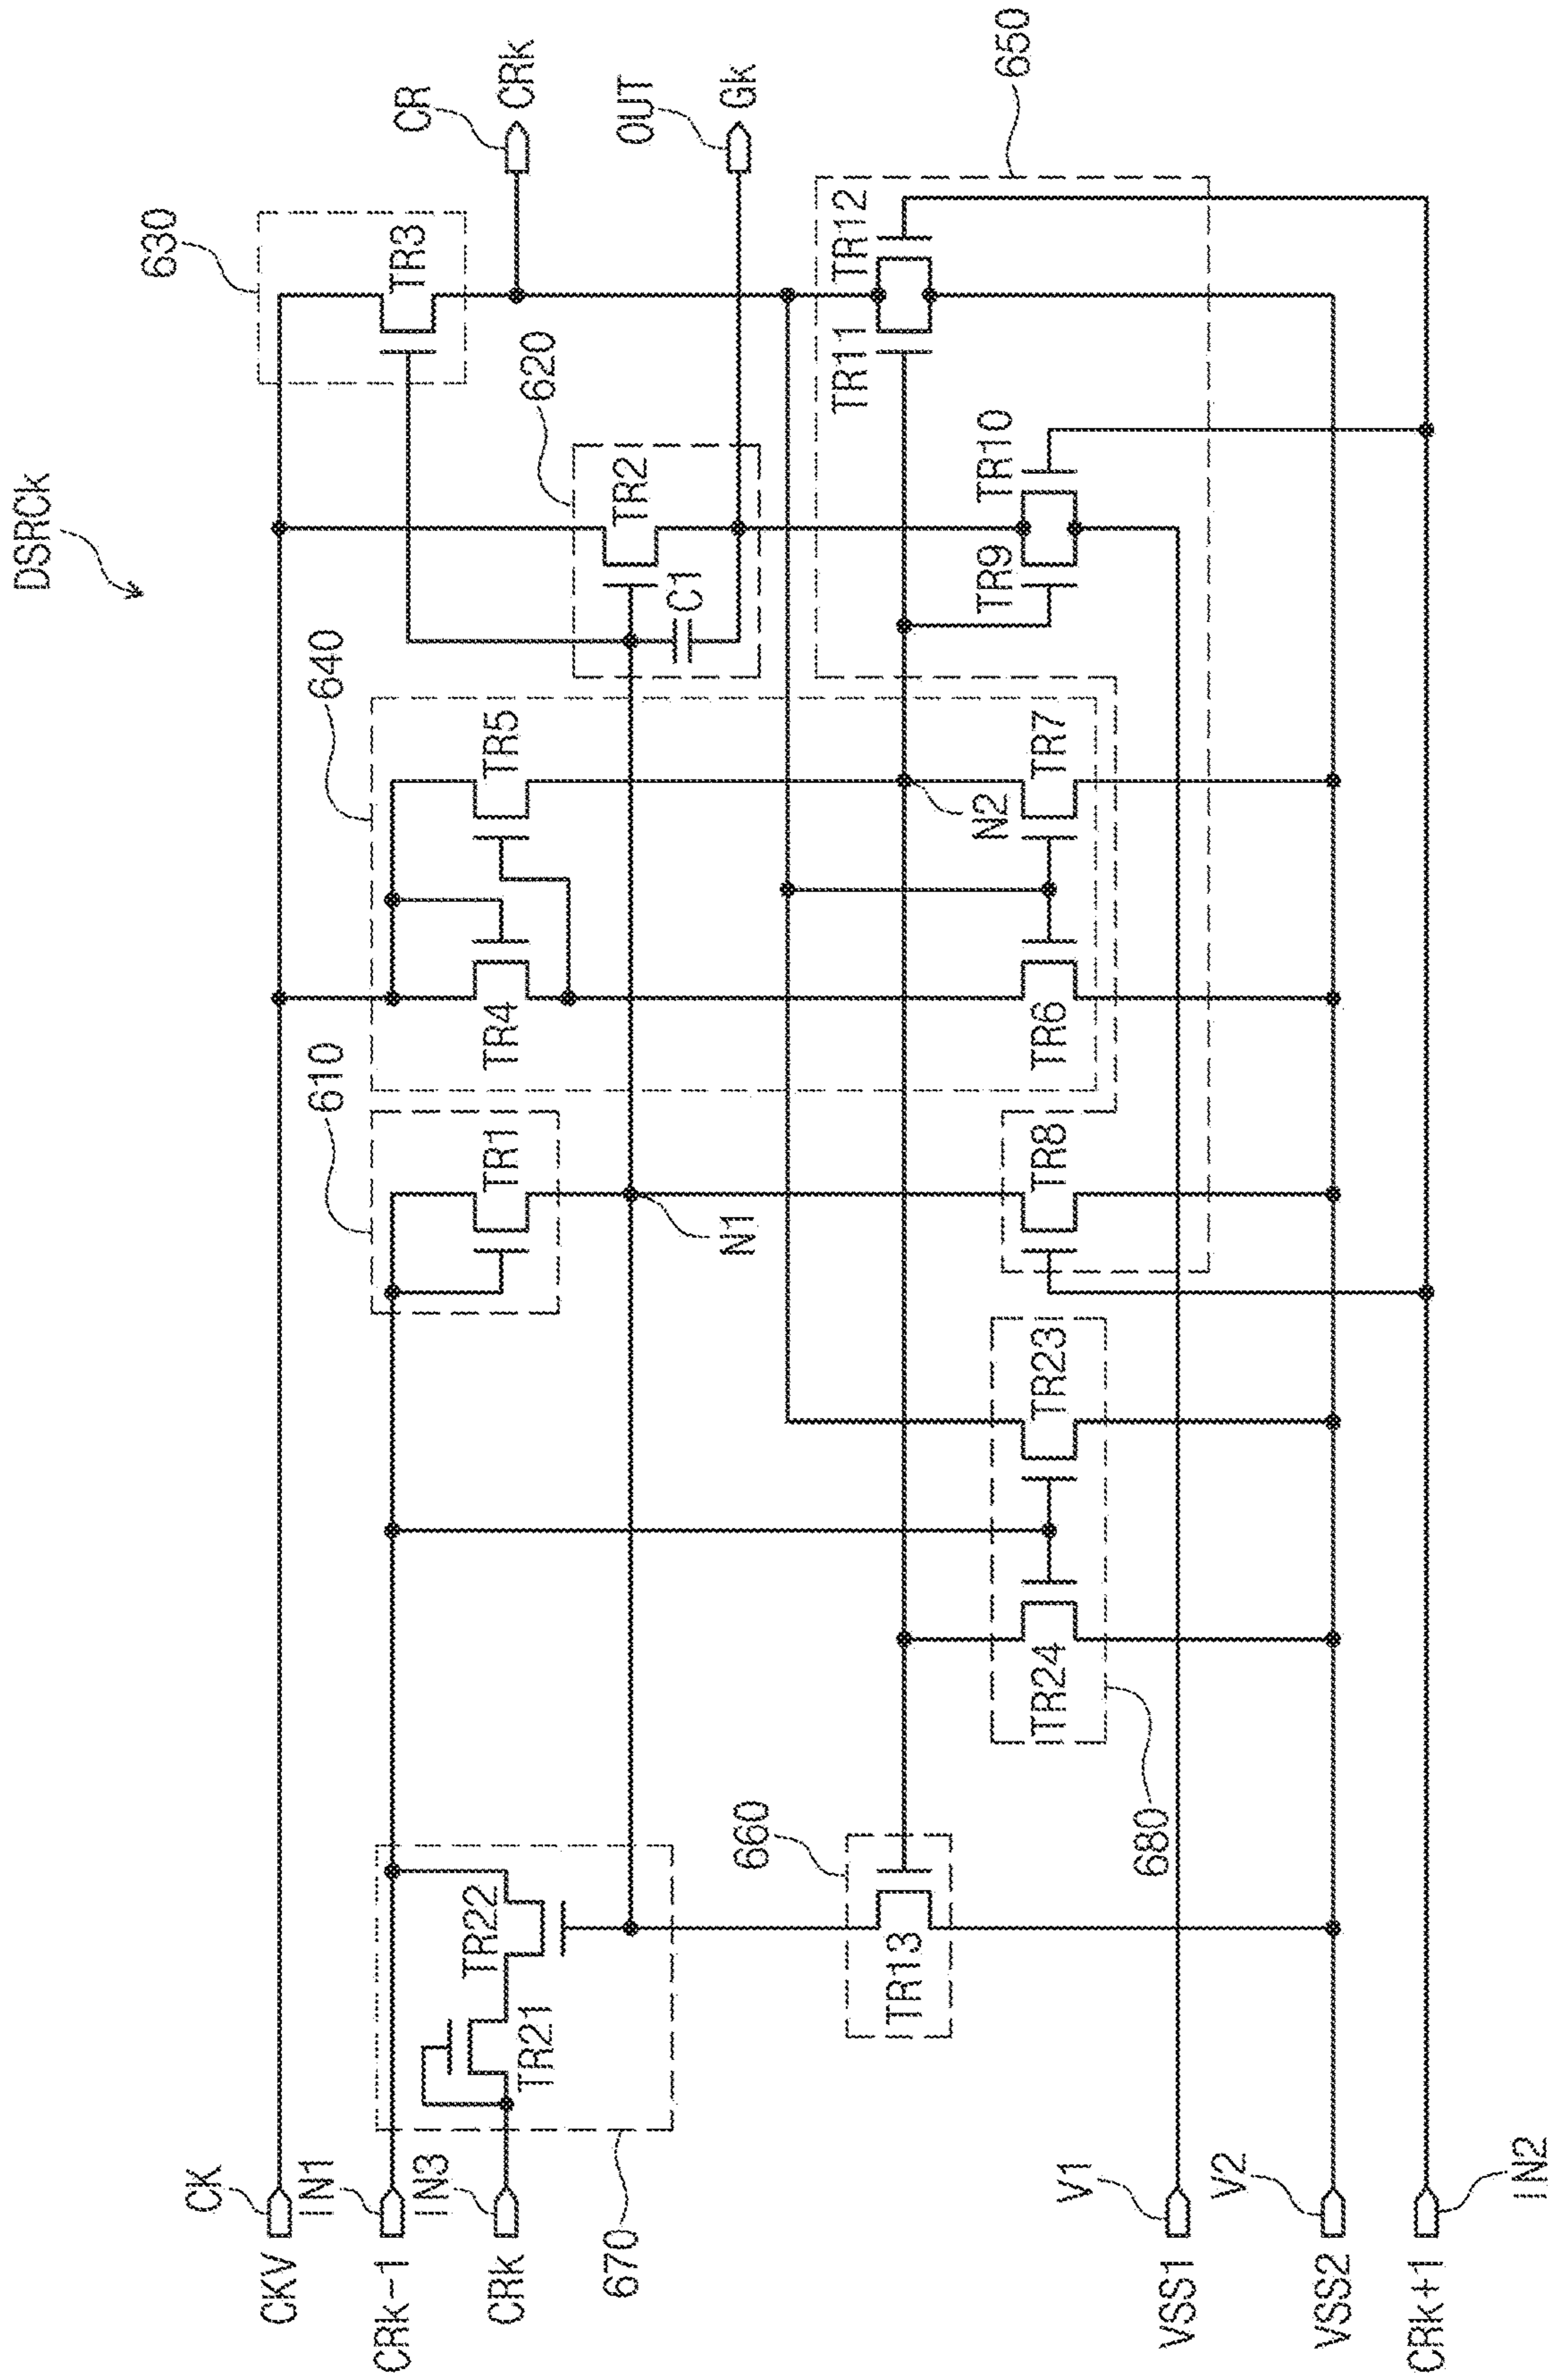 DSRCk
630
CR
CRk
TR3
640
620
OUT
Gk
TR2
C1
610
TR5
TR4
TR1
650
TR12
TR11
TR10
TR9
N1
N2
TR7
TR6
TR8
TR23
TR24
680
660
TR13
TR22
TR21
670
CK
CKV
IN1
CRk-1
IN3
CRk
V1
VSS1
V2
VSS2
IN2
CRk+1